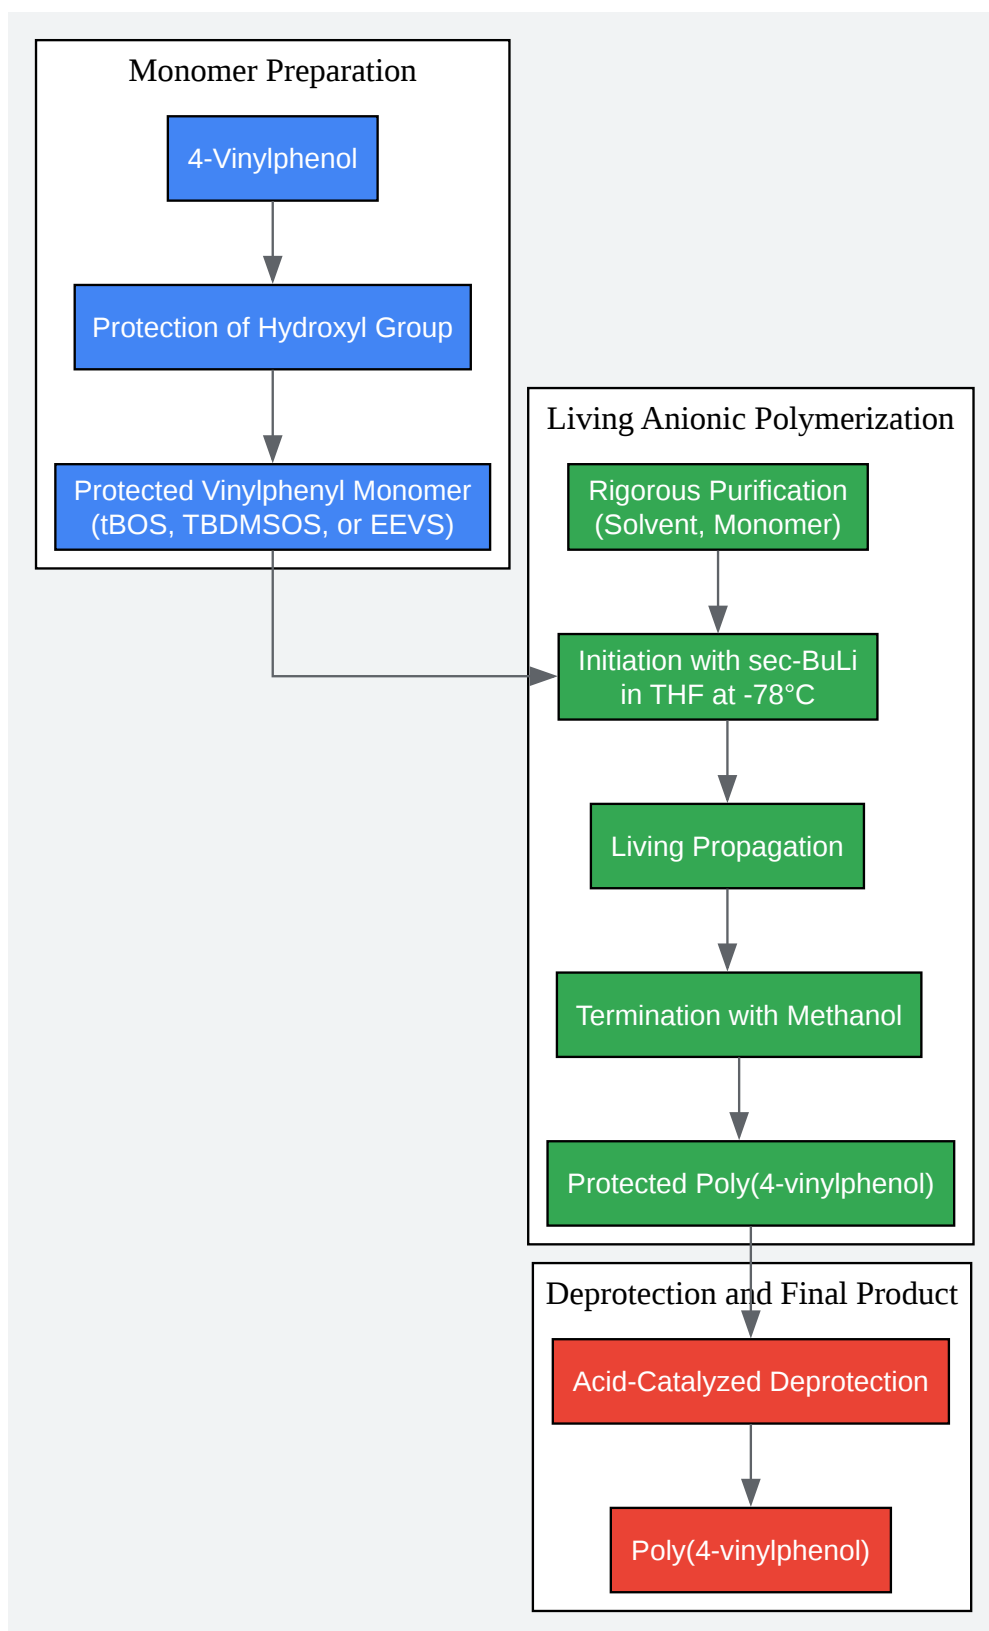 Monomer Preparation
4-Vinylphenol
Protection of Hydroxyl Group
Protected Vinylphenyl Monomer
(tBOS, TBDMSOS, or EEVS)
Living Anionic Polymerization
Rigorous Purification
(Solvent, Monomer)
Initiation with sec-BuLi
in THF at -78°C
Living Propagation
Termination with Methanol
Protected Poly(4-vinylphenol)
Deprotection and Final Product
Acid-Catalyzed Deprotection
Poly(4-vinylphenol)